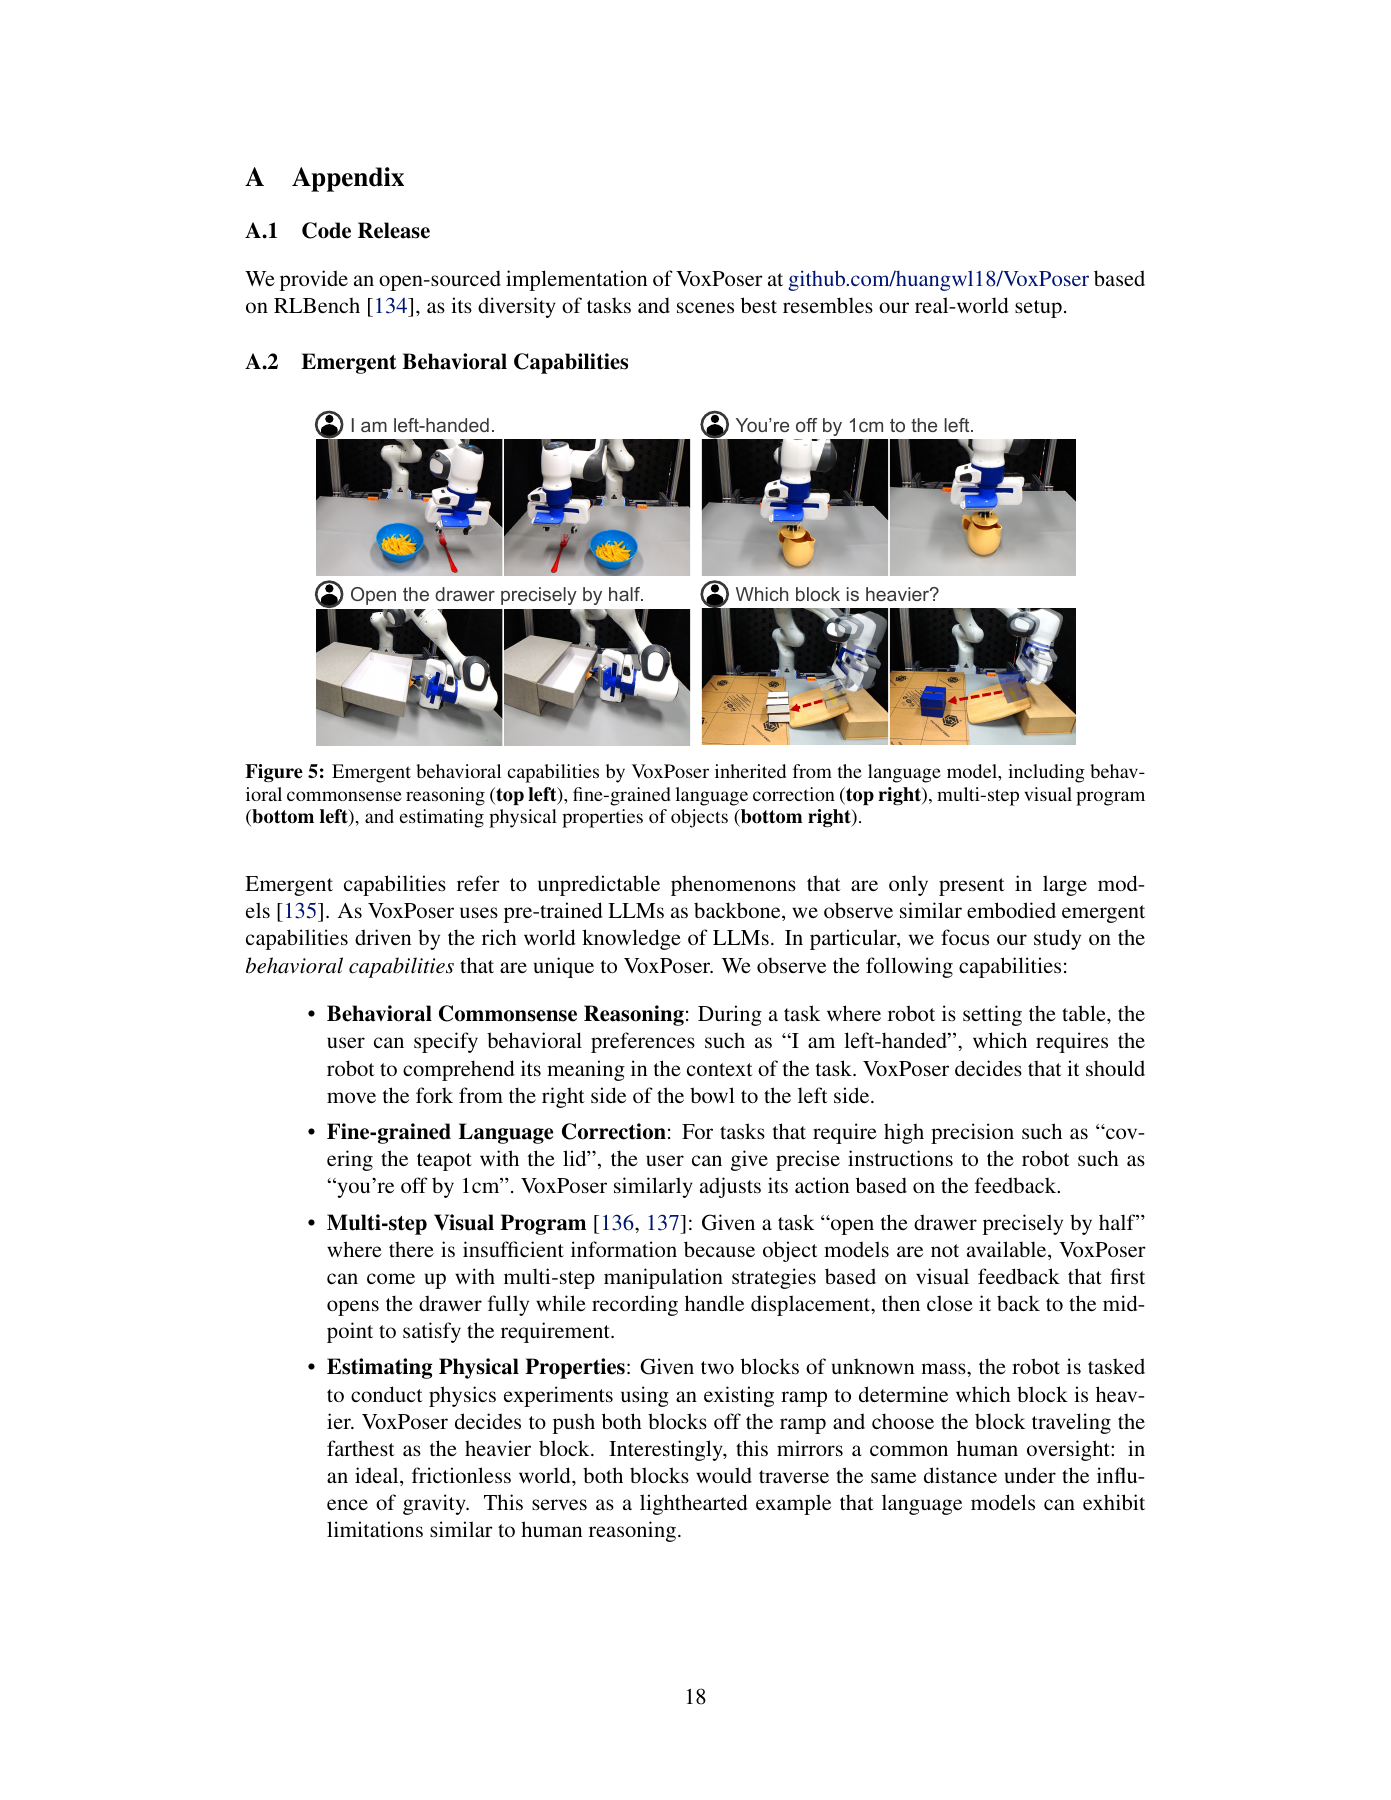 A Appendix
A.1 Code Release
We provide an open-sourced implementation of VoxPoser at github.com/huangwl18/VoxPoser based
on RLBench [134], as its diversity of tasks and scenes best resembles our real-world setup.
A.2 Emergent Behavioral Capabilities
I am left-handed.
You're off by 1cm to the left.
Open the drawer precisely by half.
Which block is heavier?
Figure 5: Emergent behavioral capabilities by VoxPoser inherited from the language model, including behav-
ioral commonsense reasoning (top left), fine-grained language correction (top right), multi-step visual program
(bottom left), and estimating physical properties of objects (bottom right).
Emergent capabilities refer to unpredictable phenomenons that are only present in large mod-
els [135]. As VoxPoser uses pre-trained LLMs as backbone, we observe similar embodied emergent
capabilities driven by the rich world knowledge of LLMs. In particular, we focus our study on the
behavioral capabilities that are unique to VoxPoser. We observe the following capabilities:
• Behavioral Commonsense Reasoning: During a task where robot is setting the table, the
user can specify behavioral preferences such as “I am left-handed”, which requires the
robot to comprehend its meaning in the context of the task. VoxPoser decides that it should
move the fork from the right side of the bowl to the left side.
• Fine-grained Language Correction: For tasks that require high precision such as “cov-
ering the teapot with the lid”, the user can give precise instructions to the robot such as
“you’re off by 1cm”. VoxPoser similarly adjusts its action based on the feedback.
• Multi-step Visual Program [136, 137]: Given a task “open the drawer precisely by half”
where there is insufficient information because object models are not available, VoxPoser
can come up with multi-step manipulation strategies based on visual feedback that first
opens the drawer fully while recording handle displacement, then close it back to the mid-
point to satisfy the requirement.
• Estimating Physical Properties: Given two blocks of unknown mass, the robot is tasked
to conduct physics experiments using an existing ramp to determine which block is heav-
ier. VoxPoser decides to push both blocks off the ramp and choose the block traveling the
farthest as the heavier block. Interestingly, this mirrors a common human oversight: in
an ideal, frictionless world, both blocks would traverse the same distance under the influ-
ence of gravity. This serves as a lighthearted example that language models can exhibit
limitations similar to human reasoning.
18